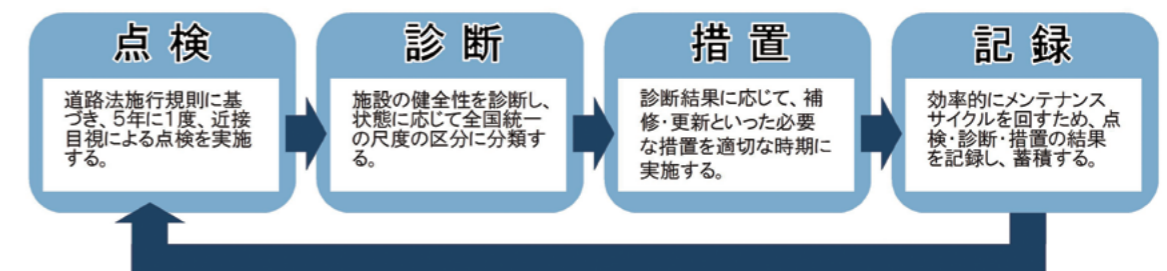 点検
道路法施行規則に基
づき、5年に1度、近接
目視による点検を実施
する。
診断
施設の健全性を診断し、
状態に応じて全国統一
の尺度の区分に分類す
る。
措置
診断結果に応じて、補
修・更新といった必要
な措置を適切な時期に
実施する。
記録
効率的にメンテナンス
サイクルを回すため、点
検・診断・措置の結果
を記録し、蓄積する。